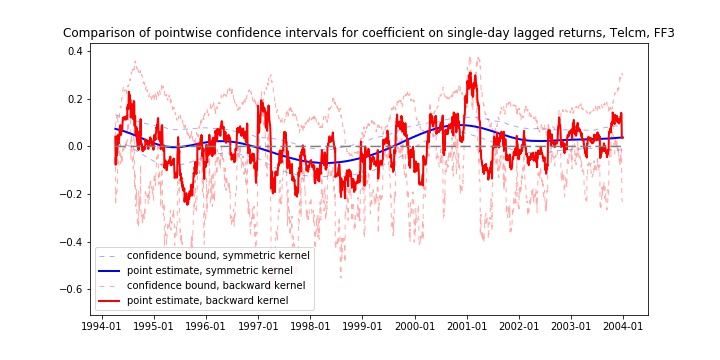 Comparison of pointwise confidence intervals for coefficient on single-day lagged returns, Telcm, FF3
0.4
0.2
0.0
−0.2
−0.4
−0.6
confidence bound, symmetric kernel
point estimate, symmetric kernel
confidence bound, backward kernel
point estimate, backward kernel
1994-01 1995-01 1996-01 1997-01 1998-01 1999-01 2000-01 2001-01 2002-01 2003-01 2004-01